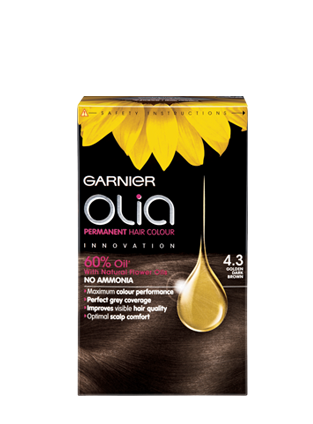 SAFETY INSTRUCTIONS
GARNIER
OLIA
PERMANENT HAIR COLOUR
INNOVATION
60% Oil
With Natural Flower Oils
NO AMMONIA
• Maximum colour performance
• Perfect grey coverage
• Improves visible hair quality
• Optimal scalp comfort
4.3
GOLDEN
DARK
BROWN